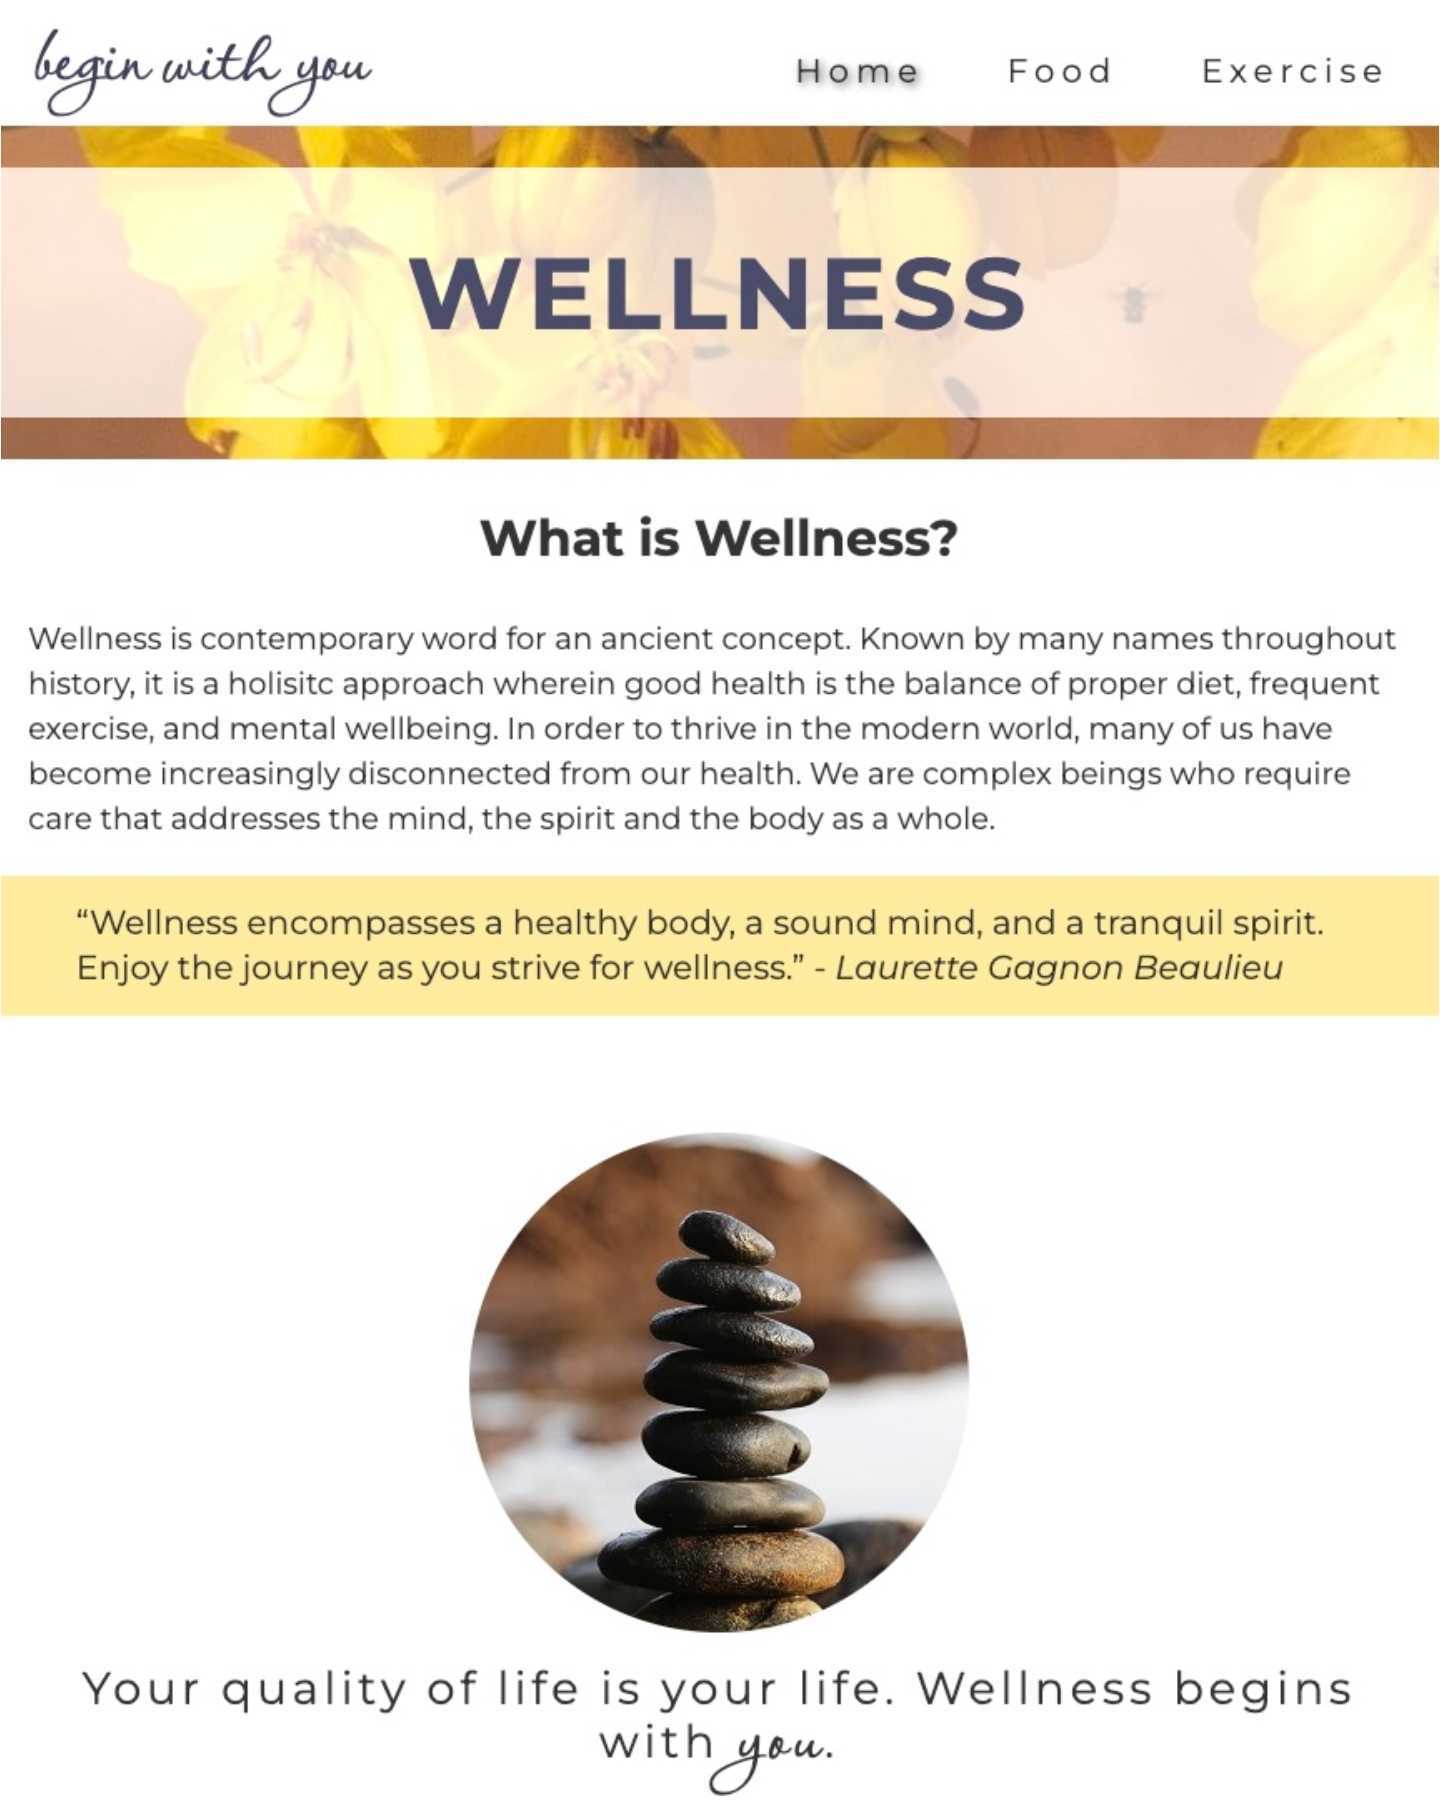 begin with you
Home Food Exercise
WELLNESS
What is Wellness?
Wellness is contemporary word for an ancient concept. Known by many names throughout
history, it is a holisitc approach wherein good health is the balance of proper diet, frequent
exercise, and mental wellbeing. In order to thrive in the modern world, many of us have
become increasingly disconnected from our health. We are complex beings who require
care that addresses the mind, the spirit and the body as a whole.
“Wellness encompasses a healthy body, a sound mind, and a tranquil spirit.
Enjoy the journey as you strive for wellness.” - Laurette Gagnon Beaulieu
Your quality of life is your life. Wellness begins
with you.